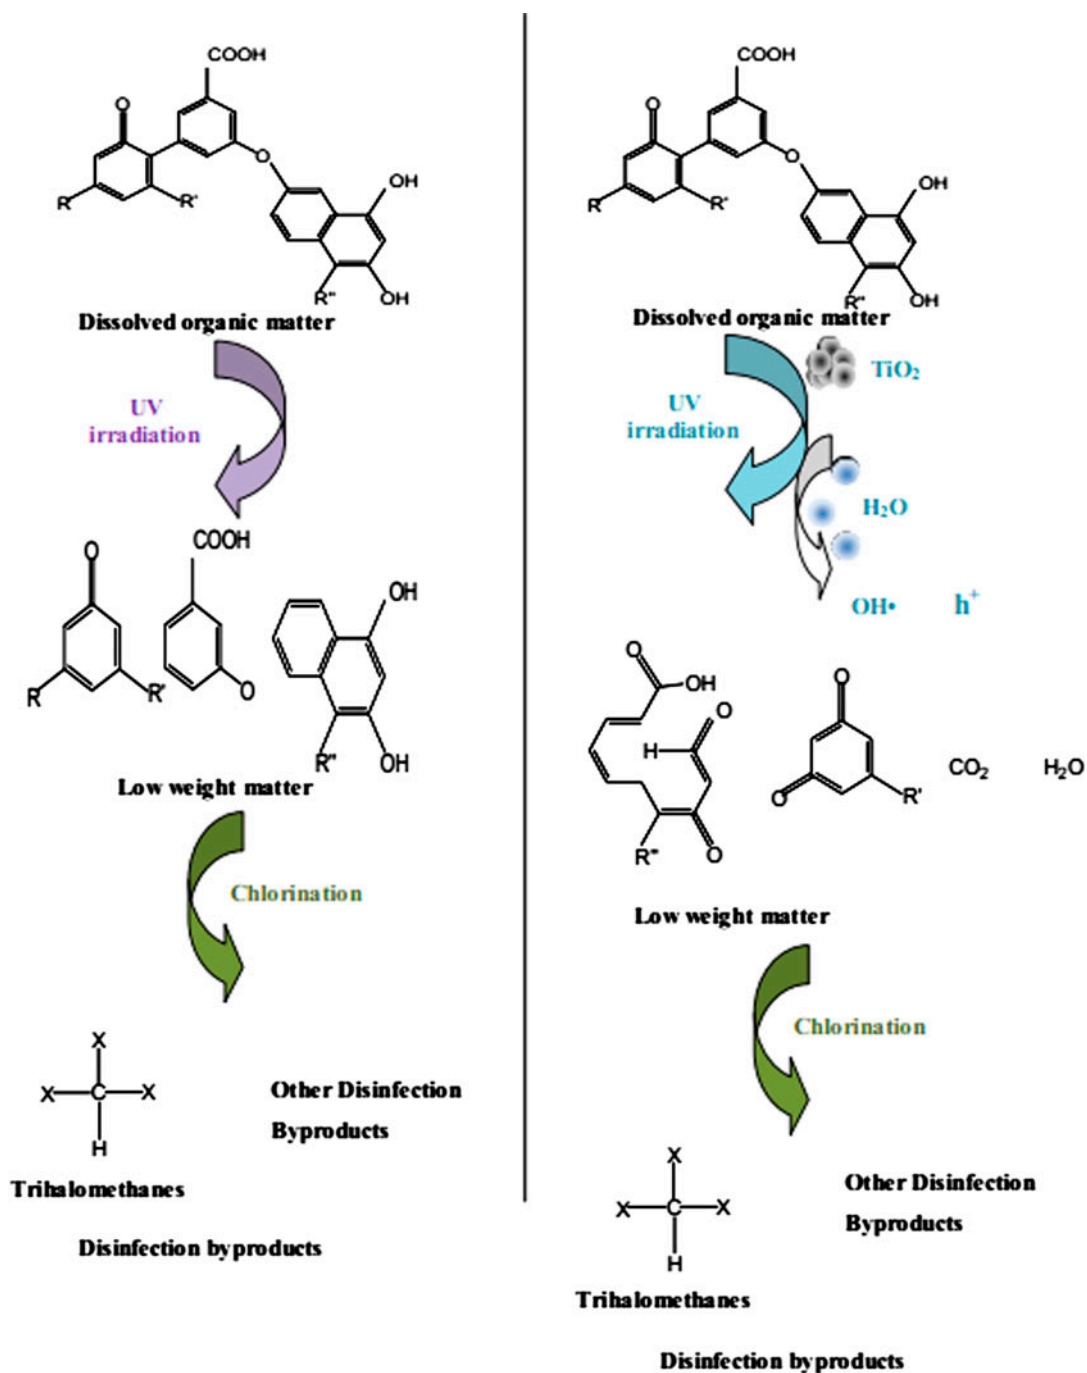 COOH
O
R
R'
O
OH
R"
OH
Dissolved organic matter
UV
irradiation
O
R
R'
COOH
O
OH
R"
OH
Low weight matter
Chlorination
X
X
C
X
H
Trihalomethanes
Other Disinfection
Byproducts
Disinfection byproducts
COOH
O
R
R'
O
OH
R"
OH
Dissolved organic matter
TiO₂
UV
irradiation
H₂O
OH•
h⁺
O
OH
H
O
R"
O
O
O
R'
CO₂
H₂O
Low weight matter
Chlorination
X
X
C
X
H
Trihalomethanes
Other Disinfection
Byproducts
Disinfection byproducts